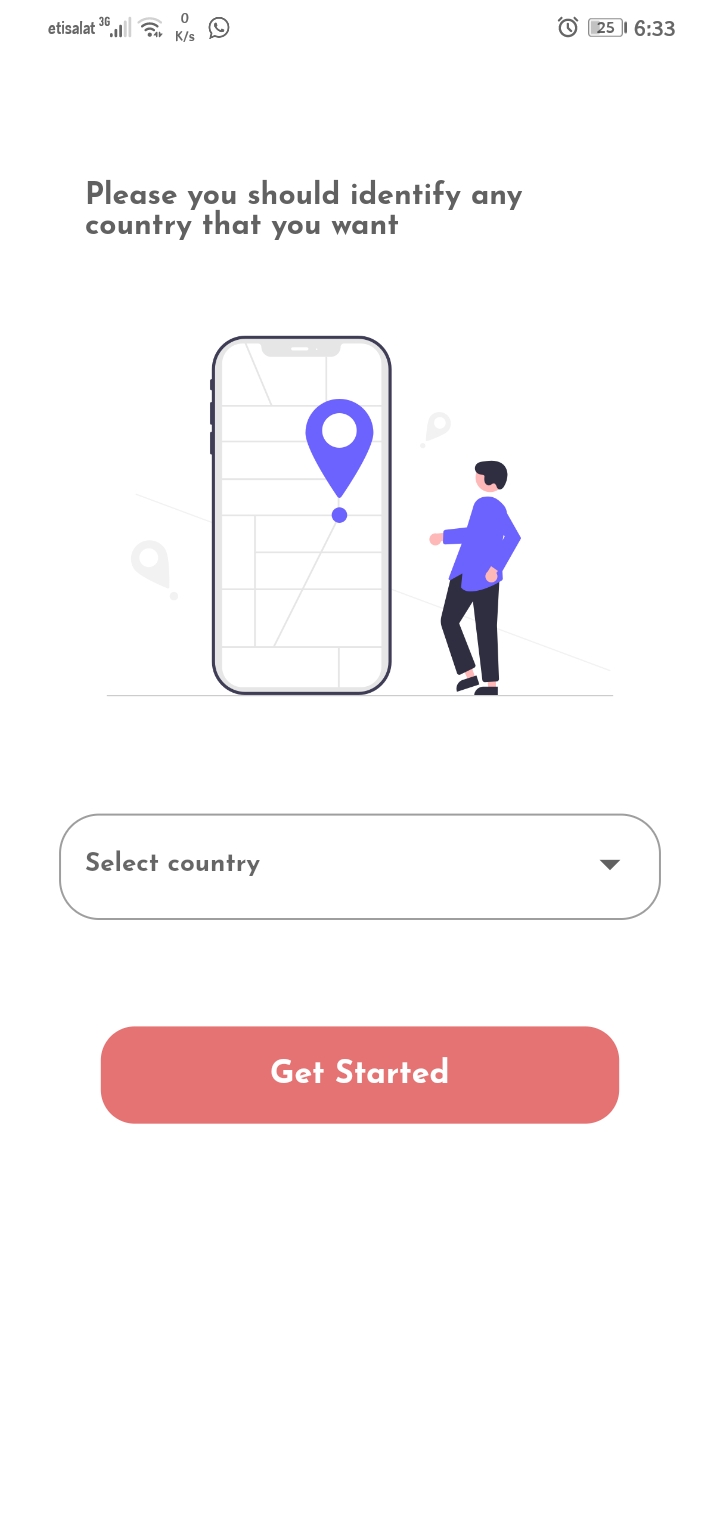 etisalat 3G 0 25 6:33
K/s
Please you should identify any
country that you want
Select country
Get Started